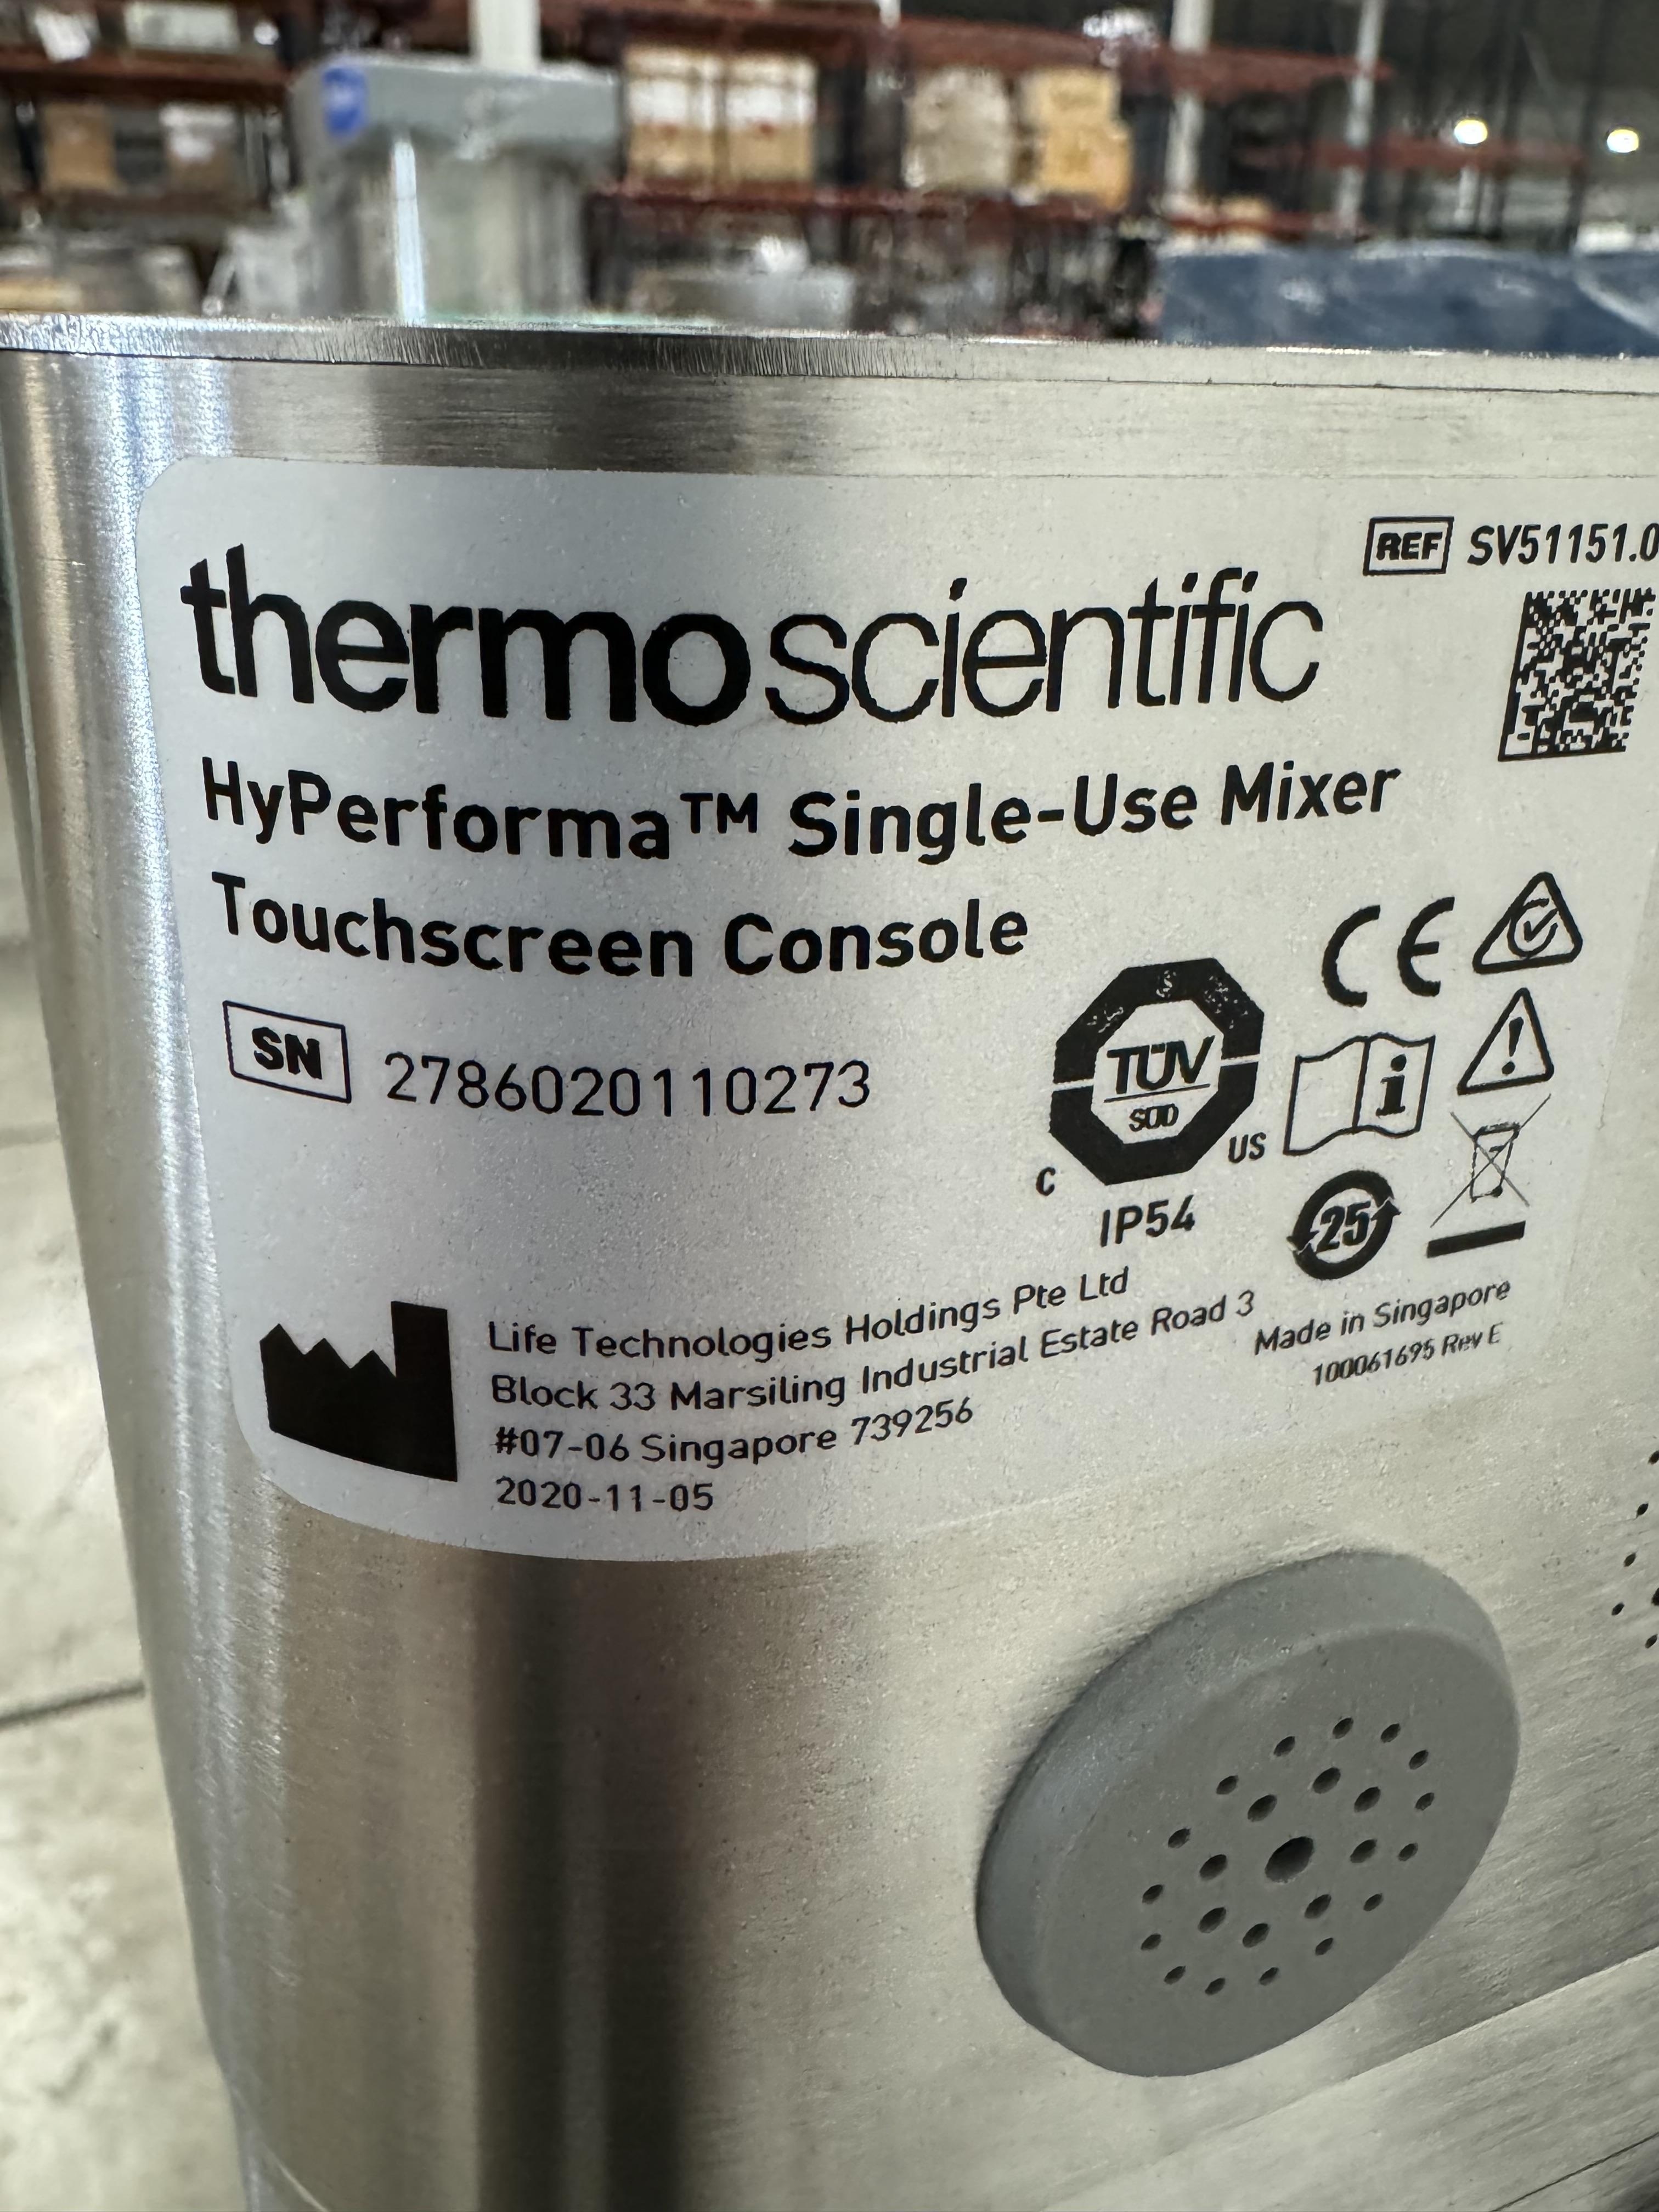 REF SV51151.0
thermo scientific
HyPerforma™ Single-Use Mixer
Touchscreen Console
SN 2786020110273
CE
TÜV
SÜD
C US
IP54
25
Life Technologies Holdings Pte Ltd
Block 33 Marsiling Industrial Estate Road 3
#07-06 Singapore 739256
2020-11-05
Made in Singapore
100061695 Rev E